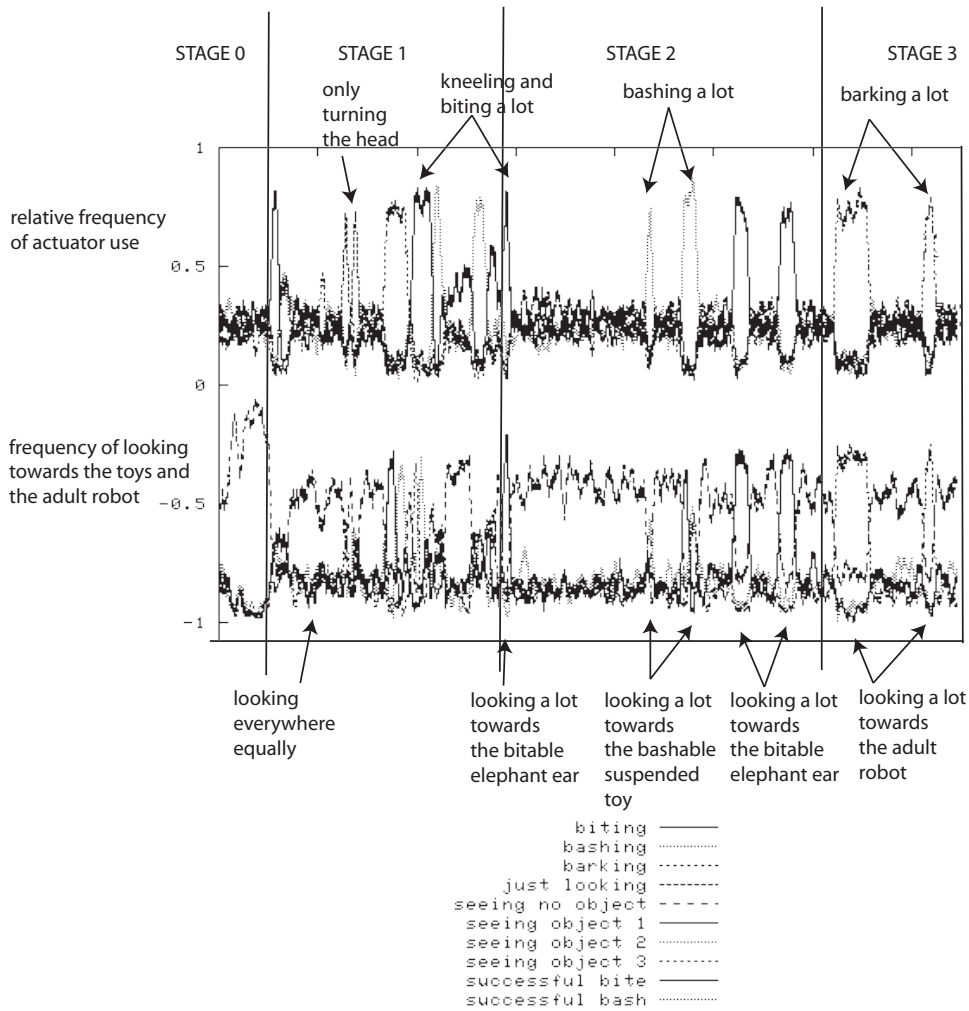 STAGE 0
STAGE 1
STAGE 2
STAGE 3
only
turning
the head
kneeling and
biting a lot
bashing a lot
barking a lot
1
relative frequency
of actuator use
0.5
0
frequency of looking
towards the toys and
the adult robot
-0.5
-1
looking
everywhere
equally
looking a lot
towards
the bitable
elephant ear
looking a lot
towards
the bashable
suspended
toy
looking a lot
towards
the bitable
elephant ear
looking a lot
towards
the adult
robot
biting
bashing
barking
just looking
seeing no object
seeing object 1
seeing object 2
seeing object 3
successful bite
successful bash